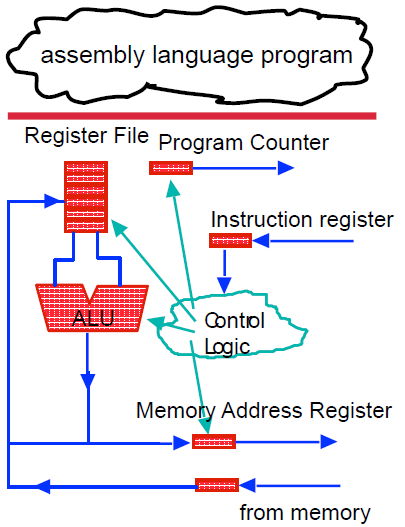 assembly language program
Register File
Program Counter
Instruction register
ALU
Control
Logic
Memory Address Register
from memory